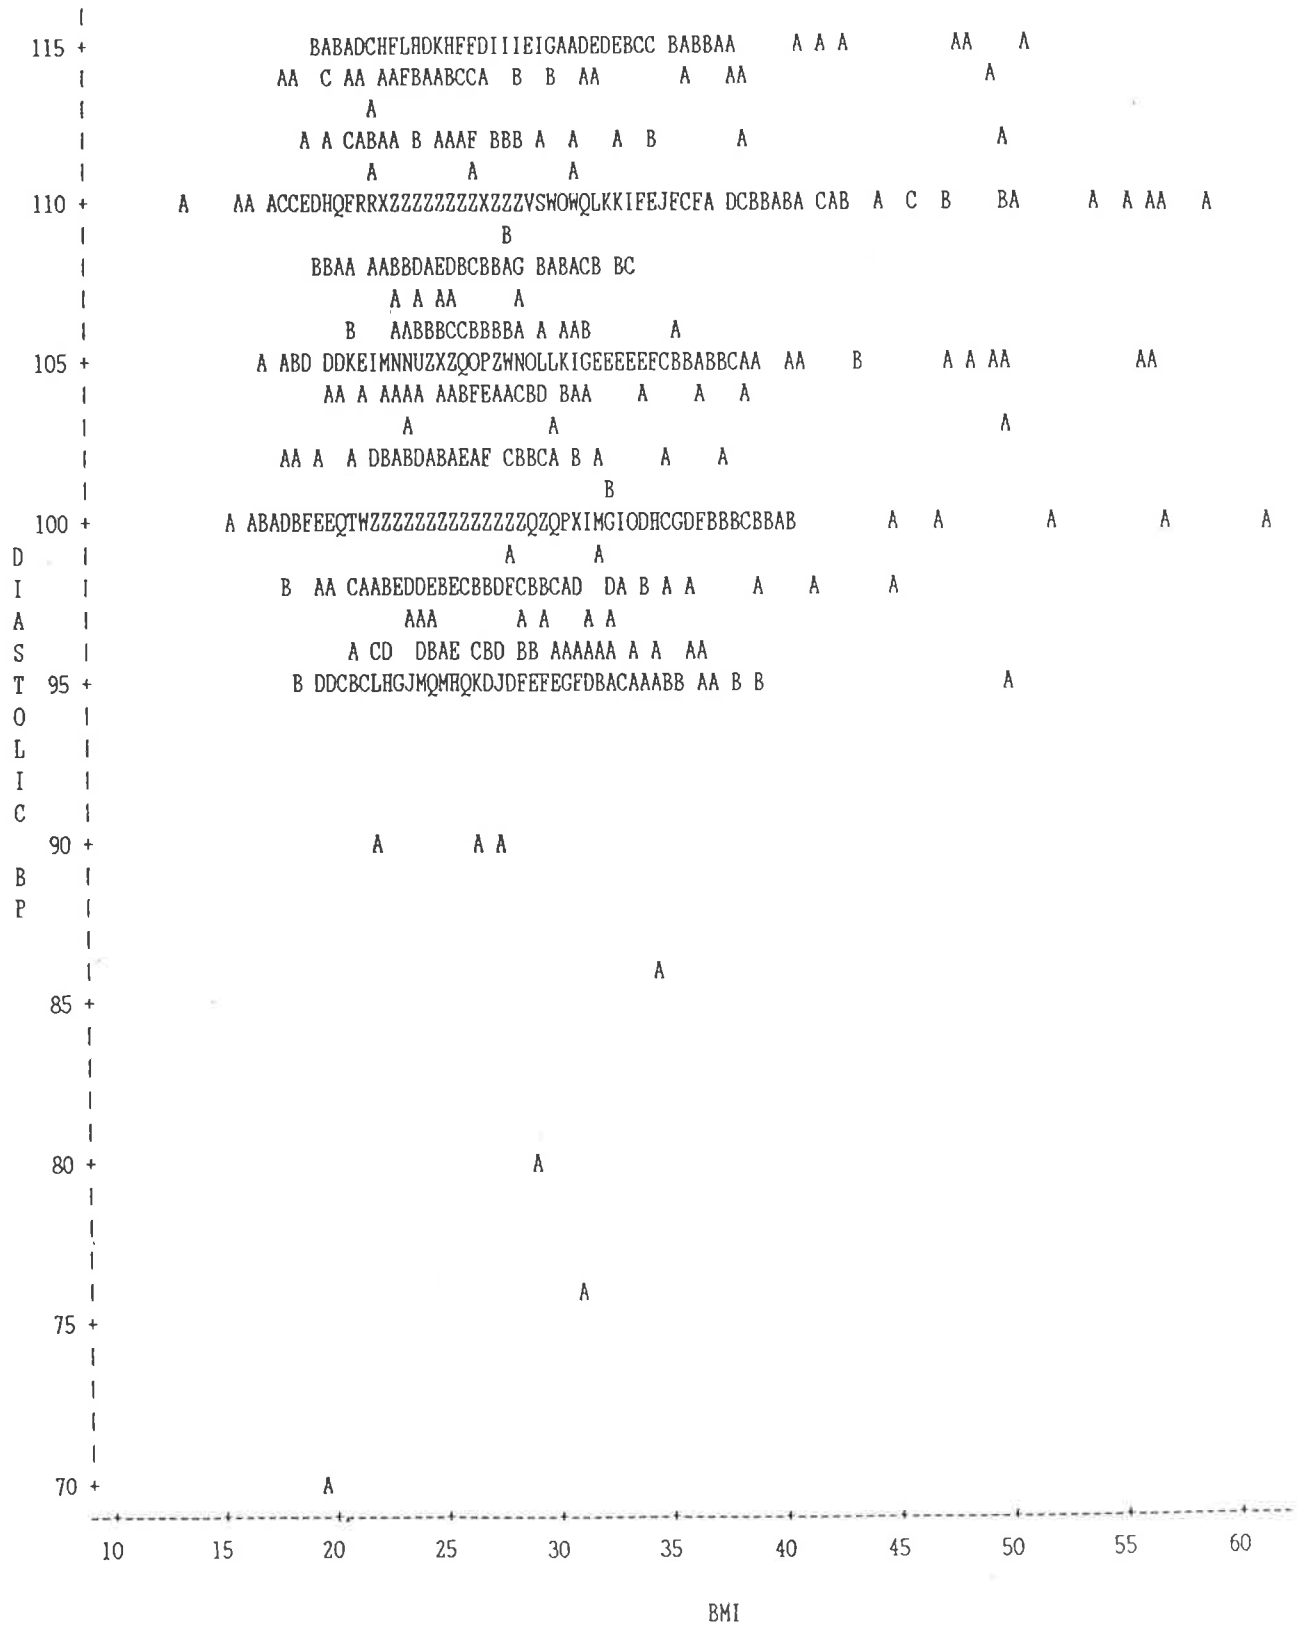 115 + BABADCHFLHDKHFFDIIIEIGAADEDEBCC BABBAA A A A AA A
AA C AA AAFBAABCCA B B AA A AA A
A
A A CABAA B AAAF BBB A A A B A A
A A A
110 + A AA ACCEDHQFRRXZZZZZZZZXZZZVSWOWQLKKIFEJFCFA DCBBABA CAB A C B BA A A AA A
B
BBAA AABBDAEDBCBBAG BABACB BC
A A AA A
B AABBBCCBBBBA A AAB A
105 + A ABD DDKEIMNNUZXZQOPZWNOLLKIGEEEEEFCBBABBCAA AA B A A AA AA
AA A AAAA AABFEAACBD BAA A A A
A A A
AA A A DBABDABAEAF CBBCA B A A A
B
100 + A ABADBFEEQTWZZZZZZZZZZZZZZQZQPXIMGIODHCGDFBBBCBBAB A A A A A
D A A
I B AA CAABEDDEBECBBDFCBBCAD DA B A A A A A
A AAA A A A A
S A CD DBAE CBD BB AAAAAA A A AA
T 95 + B DDCBCLHGJMQMHQKDJDFEFEGFDBACAAABB AA B B A
O
L
I
C
90 + A A A
B
P
A
85 +
80 + A
A
75 +
70 + A
10 15 20 25 30 35 40 45 50 55 60
BMI